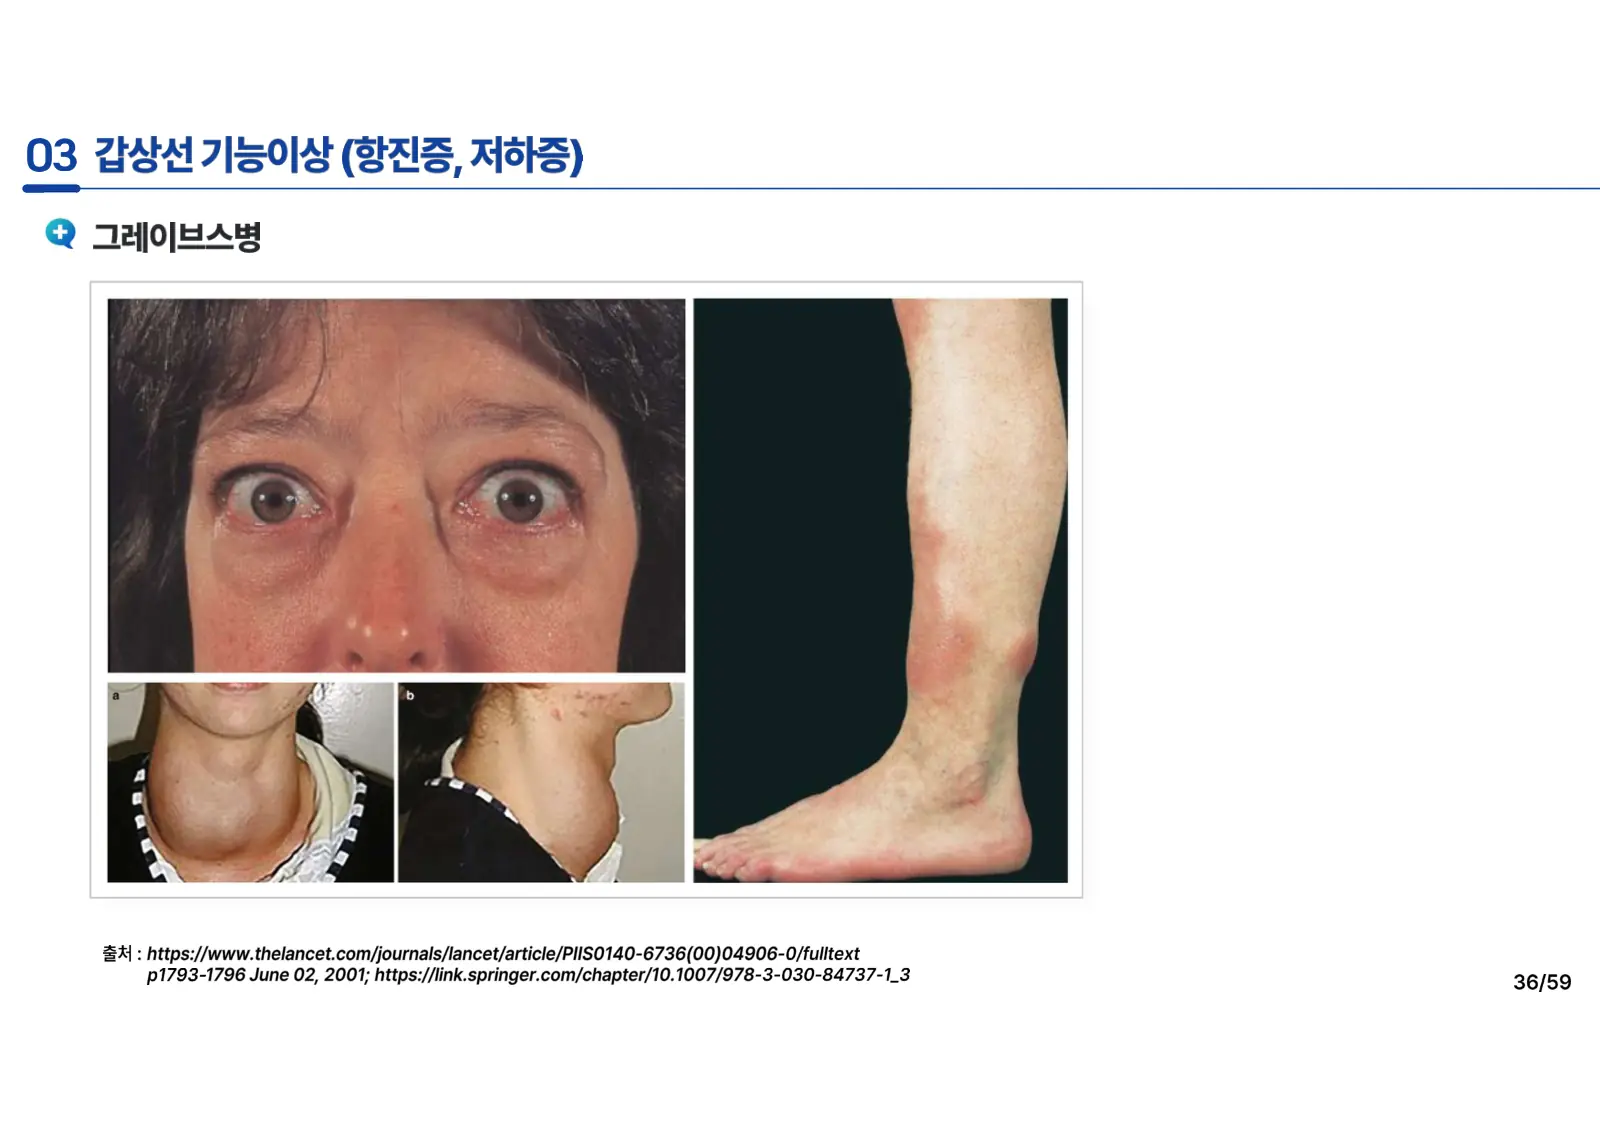 03 갑상선 기능이상 (항진증, 저하증)
그레이브스병
a
b
출처 : https://www.thelancet.com/journals/lancet/article/PIIS0140-6736(00)04906-0/fulltext
p1793-1796 June 02, 2001; https://link.springer.com/chapter/10.1007/978-3-030-84737-1_3
36/59